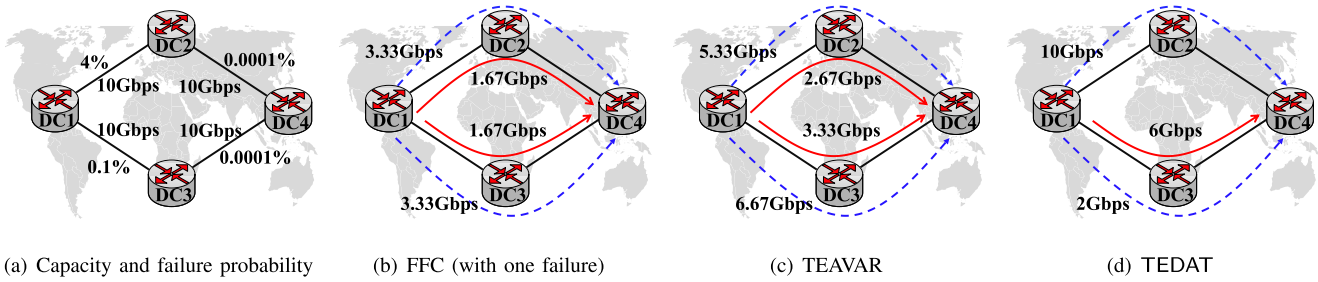 DC2
4%
0.0001%
10Gbps
10Gbps
DC1
DC4
10Gbps
10Gbps
0.1%
0.0001%
DC3
(a) Capacity and failure probability
3.33Gbps
DC2
1.67Gbps
DC1
DC4
1.67Gbps
DC3
3.33Gbps
(b) FFC (with one failure)
5.33Gbps
DC2
2.67Gbps
DC1
DC4
3.33Gbps
DC3
6.67Gbps
(c) TEAVAR
10Gbps
DC2
DC1
DC4
6Gbps
DC3
2Gbps
(d) TEDAT